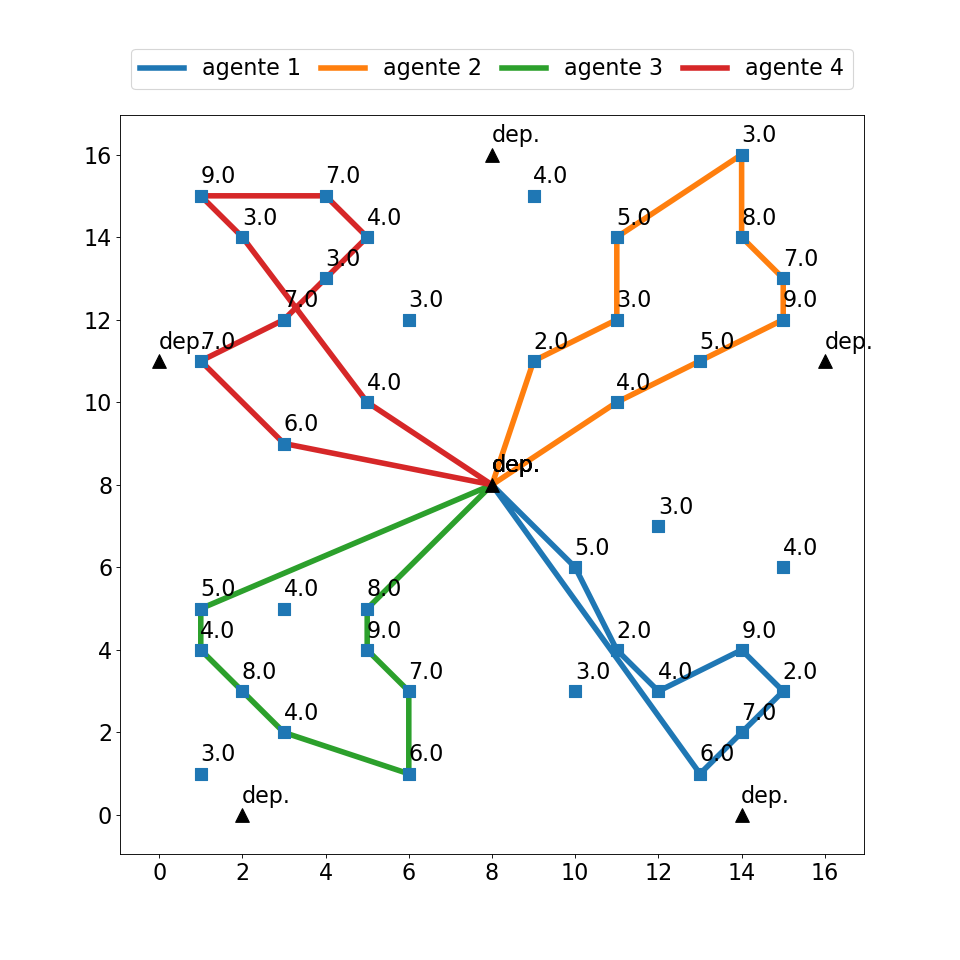 agente 1 agente 2 agente 3 agente 4
dep. 3.0
16
9.0 7.0 4.0
3.0 4.0 5.0 8.0
14
3.0 7.0
7.0 3.0 3.0 9.0
12
dep. 7.0 2.0 5.0 dep.
4.0 4.0
10
6.0
dep.
8
3.0
5.0 4.0
6
5.0 4.0 8.0
4.0 9.0 2.0 9.0
4
8.0 7.0 3.0 4.0 2.0
4.0 7.0
2
3.0 6.0 6.0
dep. dep.
0
0 2 4 6 8 10 12 14 16